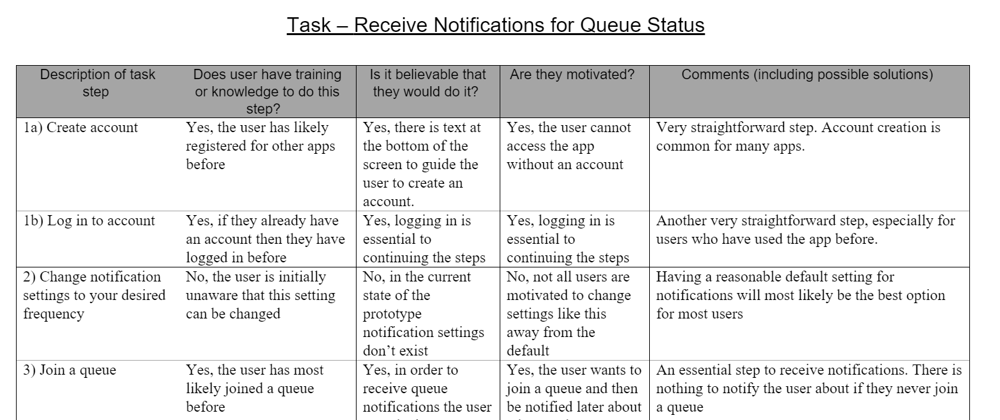 Task – Receive Notifications for Queue Status
Description of task
step
Does user have training
or knowledge to do this
step?
Is it believable that
they would do it?
Are they motivated?
Comments (including possible solutions)
1a) Create account
Yes, the user has likely
registered for other apps
before
Yes, there is text at
the bottom of the
screen to guide the
user to create an
account.
Yes, the user cannot
access the app
without an account
Very straightforward step. Account creation is
common for many apps.
1b) Log in to account
Yes, if they already have
an account then they have
logged in before
Yes, logging in is
essential to
continuing the steps
Yes, logging in is
essential to
continuing the steps
Another very straightforward step, especially for
users who have used the app before.
2) Change notification
settings to your desired
frequency
No, the user is initially
unaware that this setting
can be changed
No, in the current
state of the
prototype
notification settings
don’t exist
No, not all users are
motivated to change
settings like this
away from the
default
Having a reasonable default setting for
notifications will most likely be the best option
for most users
3) Join a queue
Yes, the user has most
likely joined a queue
before
Yes, in order to
receive queue
notifications the user
Yes, the user wants to
join a queue and then
be notified later about
An essential step to receive notifications. There is
nothing to notify the user about if they never join
a queue